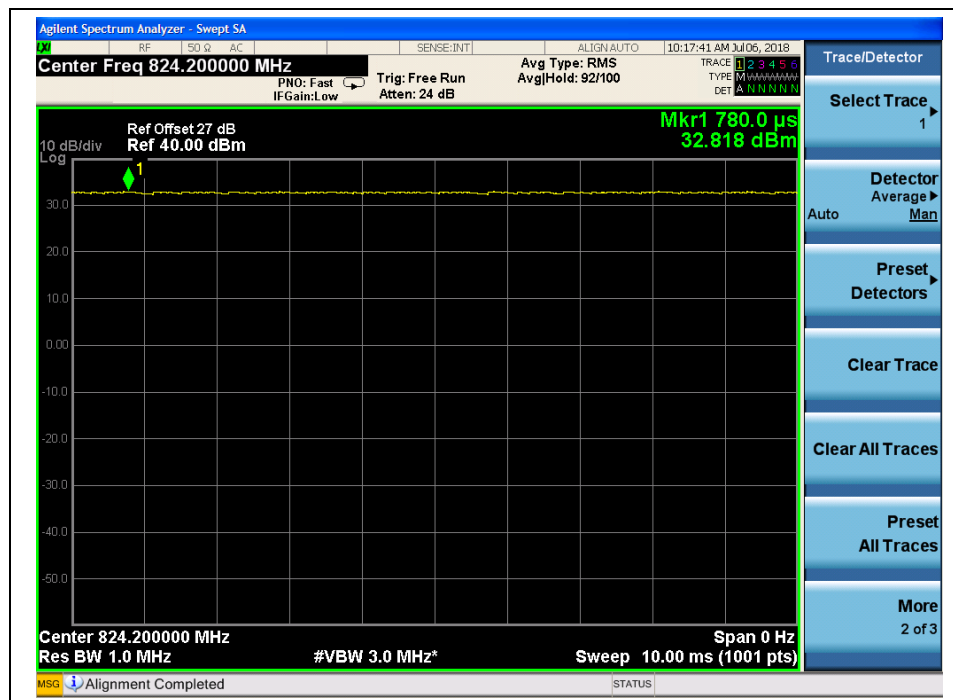 Agilent Spectrum Analyzer - Swept SA
LXI RF 50 Ω AC SENSE:INT ALIGN AUTO 10:17:41 AM Jul 06, 2018
Center Freq 824.200000 MHz
PNO: Fast
IFGain:Low
Trig: Free Run
Atten: 24 dB
Avg Type: RMS
Avg|Hold: 92/100
TRACE 1 2 3 4 5 6
TYPE M WWWWW
DET A N N N N N
Ref Offset 27 dB
10 dB/div Ref 40.00 dBm
Log
Mkr1 780.0 µs
32.818 dBm
1
30.0
20.0
10.0
0.00
-10.0
-20.0
-30.0
-40.0
-50.0
Center 824.200000 MHz Span 0 Hz
Res BW 1.0 MHz #VBW 3.0 MHz* Sweep 10.00 ms (1001 pts)
MSG Alignment Completed STATUS
Trace/Detector
Select Trace
1
Detector
Average
Auto Man
Preset
Detectors
Clear Trace
Clear All Traces
Preset
All Traces
More
2 of 3